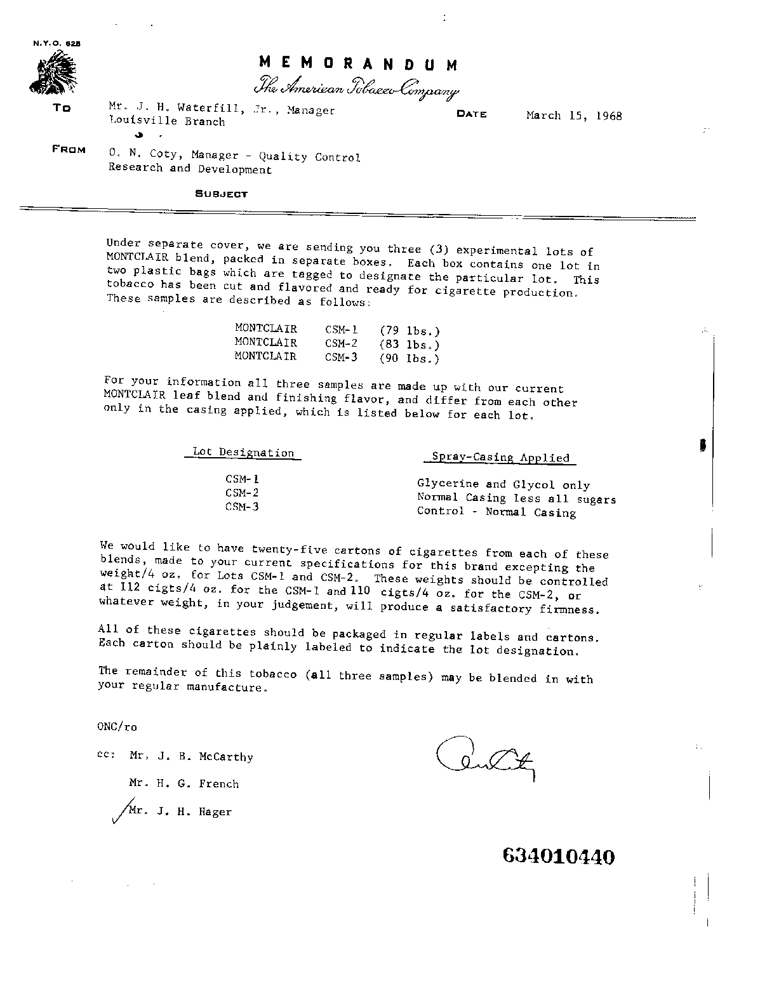 N.Y.O. 625
MEMORANDUM
The American Tobacco Company
TO Mr. J. H. Waterfill, Jr., Manager
Louisville Branch
DATE March 15, 1968
FROM O. N. Coty, Manager - Quality Control
Research and Development
SUBJECT
Under separate cover, we are sending you three (3) experimental lots of
MONTCLAIR blend, packed in separate boxes. Each box contains one lot in
two plastic bags which are tagged to designate the particular lot. This
tobacco has been cut and flavored and ready for cigarette production.
These samples are described as follows:
MONTCLAIR CSM-1 (79 lbs.)
MONTCLAIR CSM-2 (83 lbs.)
MONTCLAIR CSM-3 (90 lbs.)
For your information all three samples are made up with our current
MONTCLAIR leaf blend and finishing flavor, and differ from each other
only in the casing applied, which is listed below for each lot.
Lot Designation Spray-Casing Applied
CSM-1 Glycerine and Glycol only
CSM-2 Normal Casing less all sugars
CSM-3 Control - Normal Casing
We would like to have twenty-five cartons of cigarettes from each of these
blends, made to your current specifications for this brand excepting the
weight/4 oz. for Lots CSM-1 and CSM-2. These weights should be controlled
at 112 cigts/4 oz. for the CSM-1 and 110 cigts/4 oz. for the CSM-2, or
whatever weight, in your judgement, will produce a satisfactory firmness.
All of these cigarettes should be packaged in regular labels and cartons.
Each carton should be plainly labeled to indicate the lot designation.
The remainder of this tobacco (all three samples) may be blended in with
your regular manufacture.
ONC/ro
cc: Mr. J. B. McCarthy
Mr. H. G. French
Mr. J. H. Hager
634010440